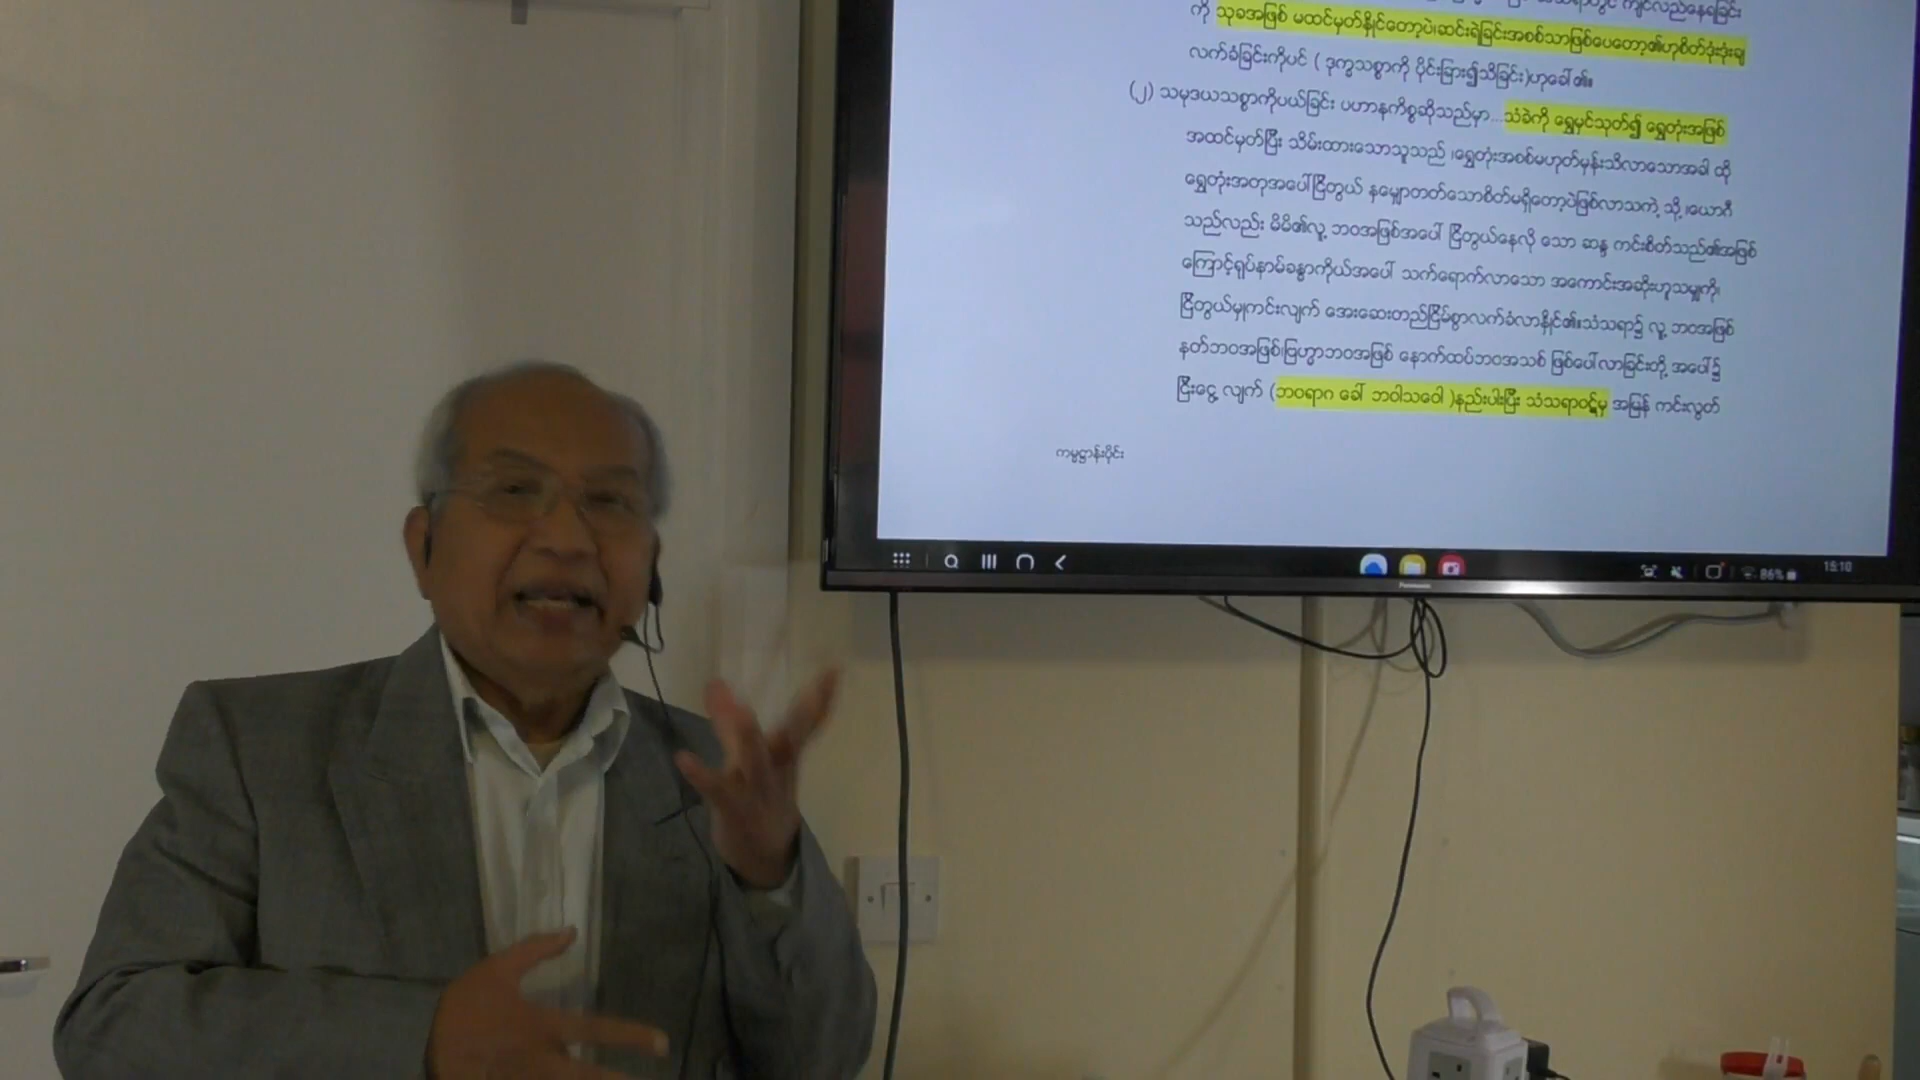 ကို သုခအဖြစ် မထင်မှတ်နိုင်တော့ပဲ၊ဆင်းရဲခြင်းအစစ်သာဖြစ်ပေတော့၏ဟုစိတ်ဒုံးဒုံးချ
လက်ခံခြင်းကိုပင် ( ဒုက္ခသစ္စာကို ပိုင်းခြား၍သိခြင်း)ဟုခေါ်၏။
(၂) သမုဒယသစ္စာကိုပယ်ခြင်း ပဟာနကိစ္စဆိုသည်မှာ...သံခဲကို ရွှေမှင်သုတ်၍ ရွှေတုံးအဖြစ်
အထင်မှတ်ပြီး သိမ်းထားသောသူသည် ၊ရွှေတုံးအစစ်မဟုတ်မှန်းသိလာသောအခါ ထို
ရွှေတုံးအတုအပေါ်ငြိတွယ် နှမျှောတတ်သောစိတ်မရှိတော့ပဲဖြစ်လာသကဲ့ သို့ ၊ယောဂီ
သည်လည်း မိမိ၏လူ့ ဘဝအဖြစ်အပေါ် ငြိတွယ်နေလို သော ဆန္ဒ ကင်းစိတ်သည်၏အဖြစ်
ကြောင့်ရုပ်နာမ်ခန္ဓာကိုယ်အပေါ် သက်ရောက်လာသော အကောင်းအဆိုးဟူသမျှကို၊
ငြိတွယ်မှုကင်းလျက် အေးဆေးတည်ငြိမ်စွာလက်ခံလာနိုင်၏။သံသရာ၌ လူ့ ဘဝအဖြစ်
နတ်ဘဝအဖြစ်၊ဗြဟ္မာဘဝအဖြစ် နောက်ထပ်ဘဝအသစ် ဖြစ်ပေါ်လာခြင်းတို့ အပေါ်၌
ငြီးငွေ့ လျက် (ဘဝရာဂ ခေါ် ဘဝါသဝေါ )နည်းပါးပြီး သံသရာဝဋ်မှ အမြန် ကင်းလွတ်
ကမ္မဋ္ဌာန်းပိုင်း
86%
15:10
Panasonic